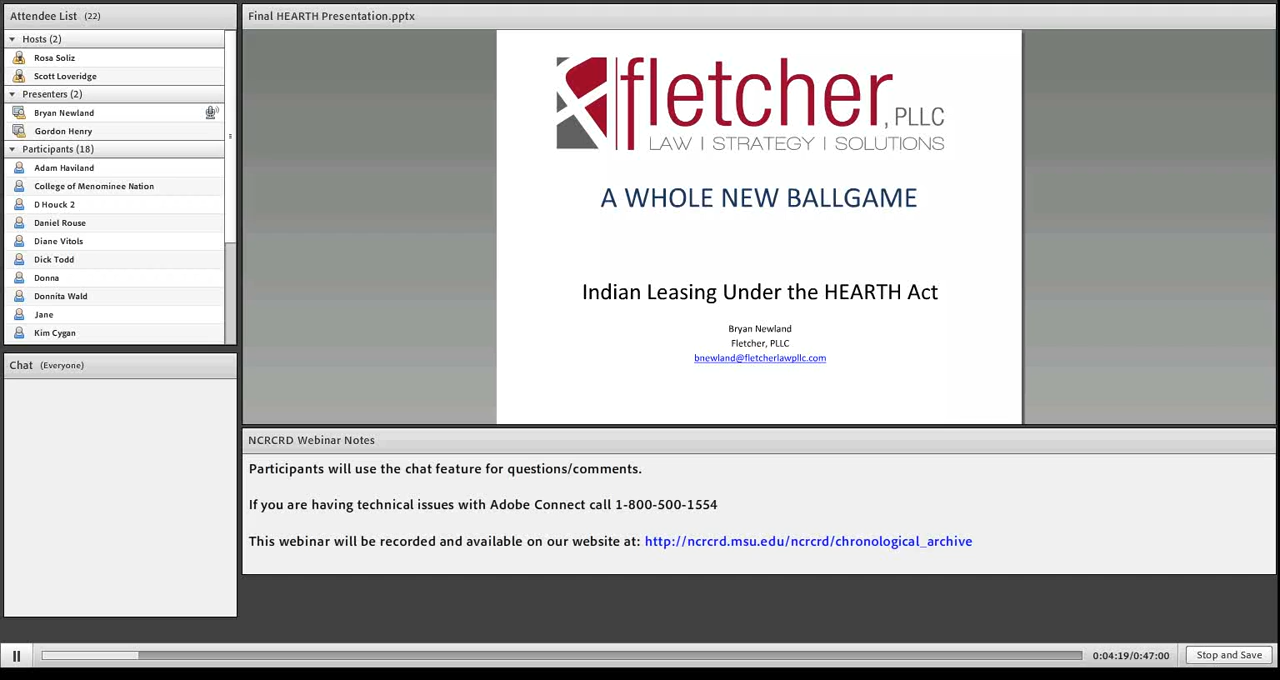 Attendee List (22)
Hosts (2)
Rosa Soliz
Scott Loveridge
Presenters (2)
Bryan Newland
Gordon Henry
Participants (18)
Adam Haviland
College of Menominee Nation
D Houck 2
Daniel Rouse
Diane Vitols
Dick Todd
Donna
Donnita Wald
Jane
Kim Cygan
Chat (Everyone)
Final HEARTH Presentation.pptx
fletcher, PLLC
LAW | STRATEGY | SOLUTIONS
A WHOLE NEW BALLGAME
Indian Leasing Under the HEARTH Act
Bryan Newland
Fletcher, PLLC
bnewland@fletcherlawpllc.com
NCRCRD Webinar Notes
Participants will use the chat feature for questions/comments.
If you are having technical issues with Adobe Connect call 1-800-500-1554
This webinar will be recorded and available on our website at: http://ncrcrd.msu.edu/ncrcrd/chronological_archive
0:04:19/0:47:00
Stop and Save